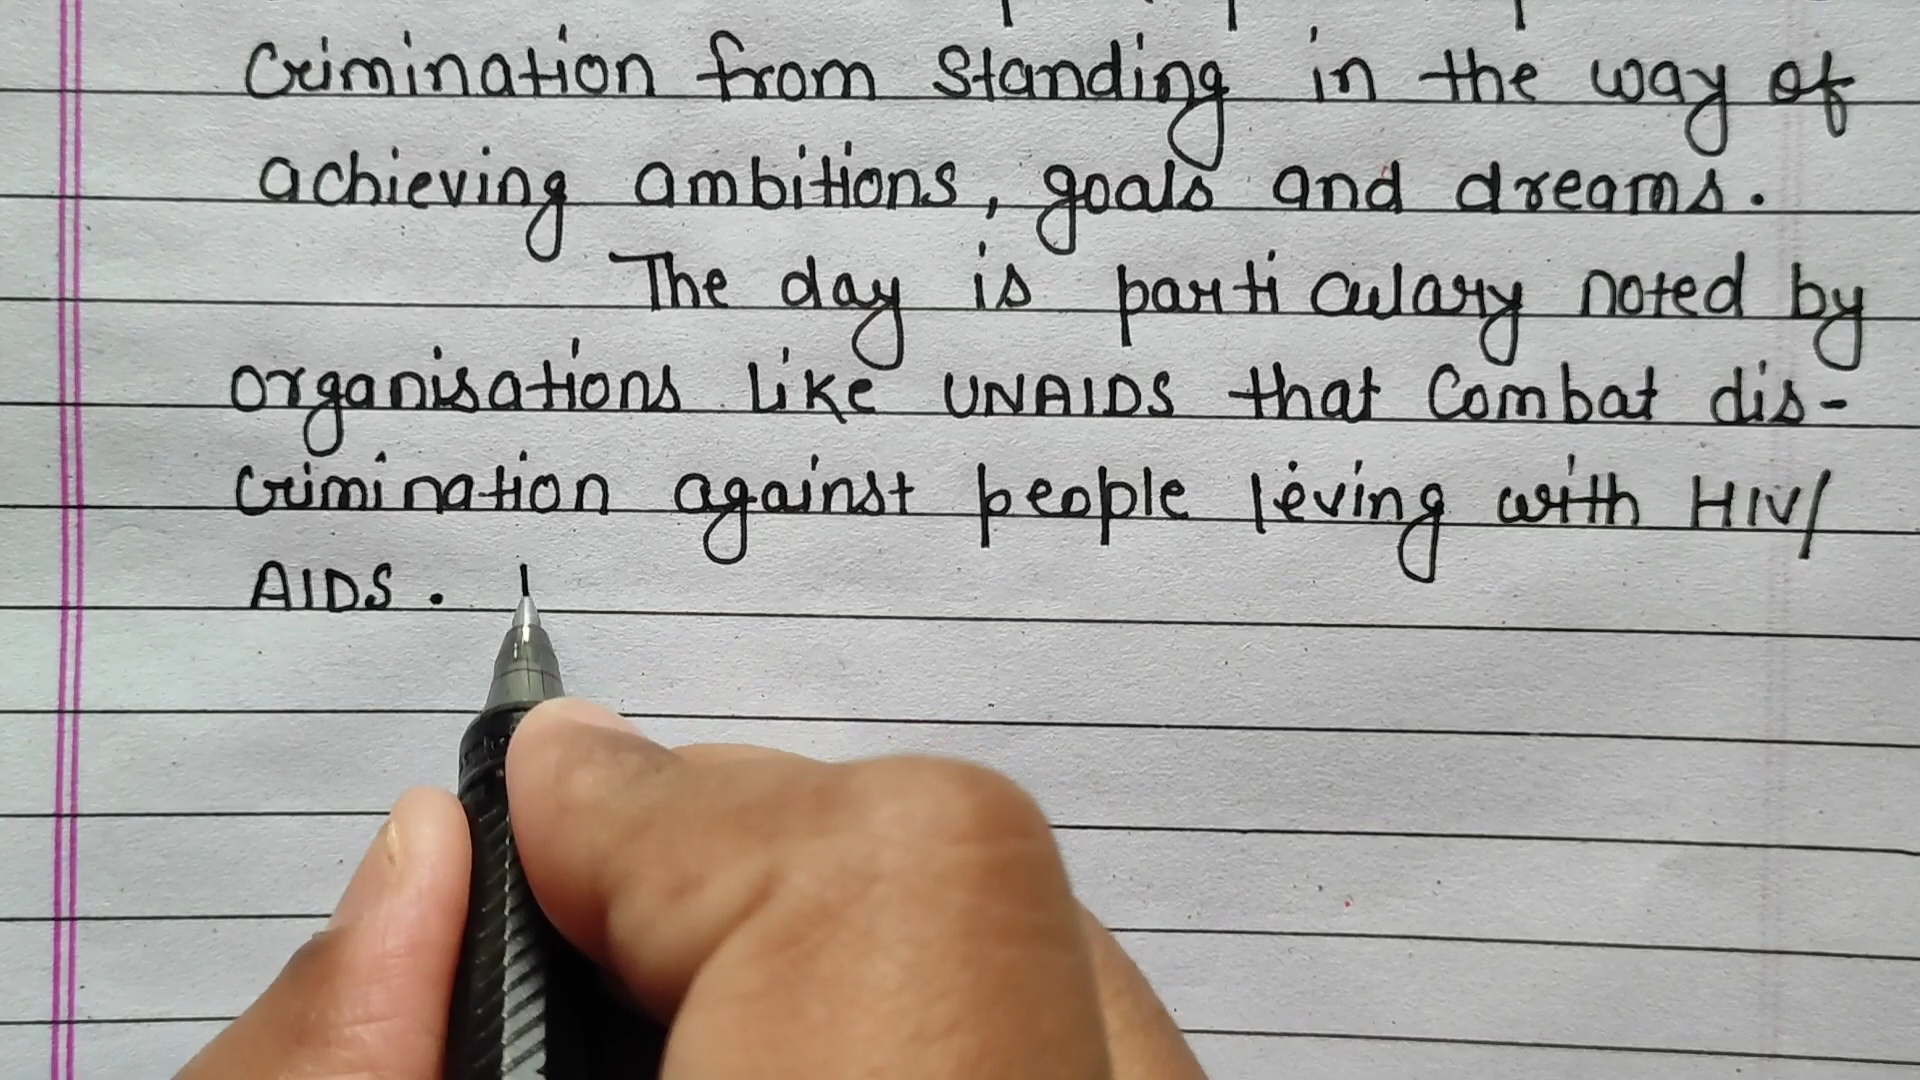 crimination from standing in the way of
achieving ambitions, goals and dreams.
The day is particulary noted by
organisations like UNAIDS that combat dis-
crimination against people living with HIV/
AIDS.